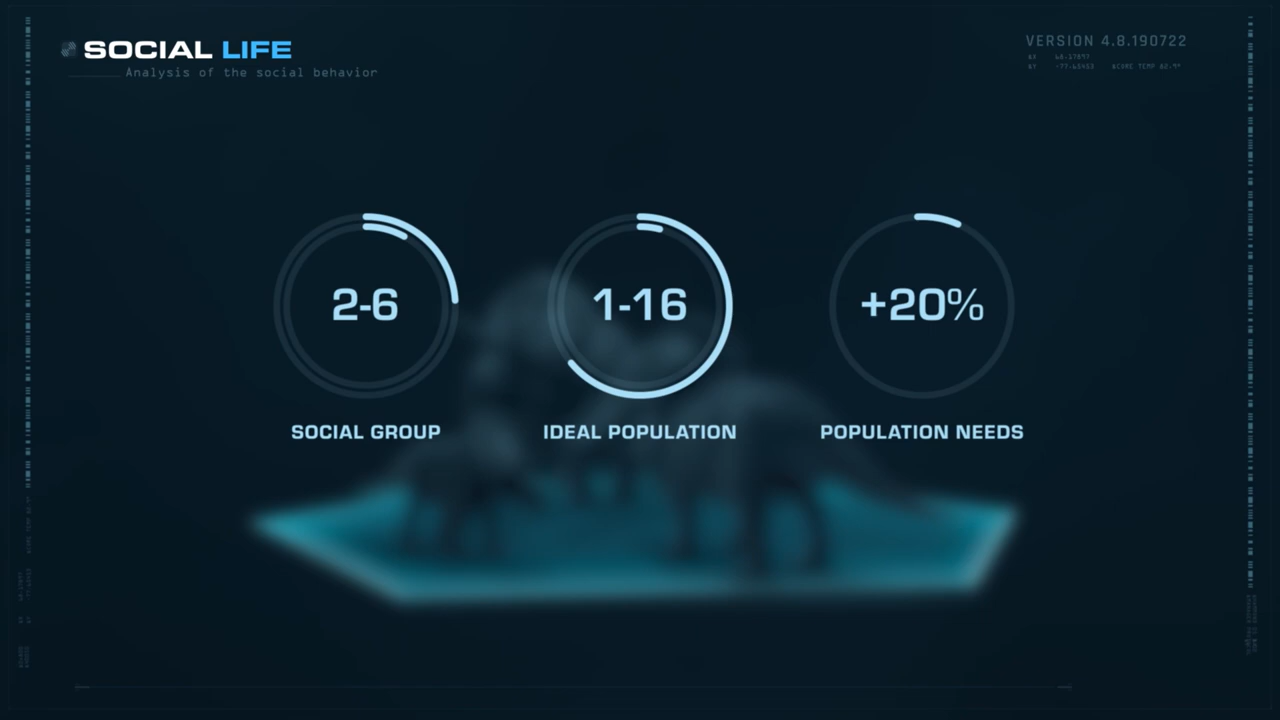 SOCIAL LIFE
Analysis of the social behavior
VERSION 4.8.190722
2-6
1-16
+20%
SOCIAL GROUP
IDEAL POPULATION
POPULATION NEEDS